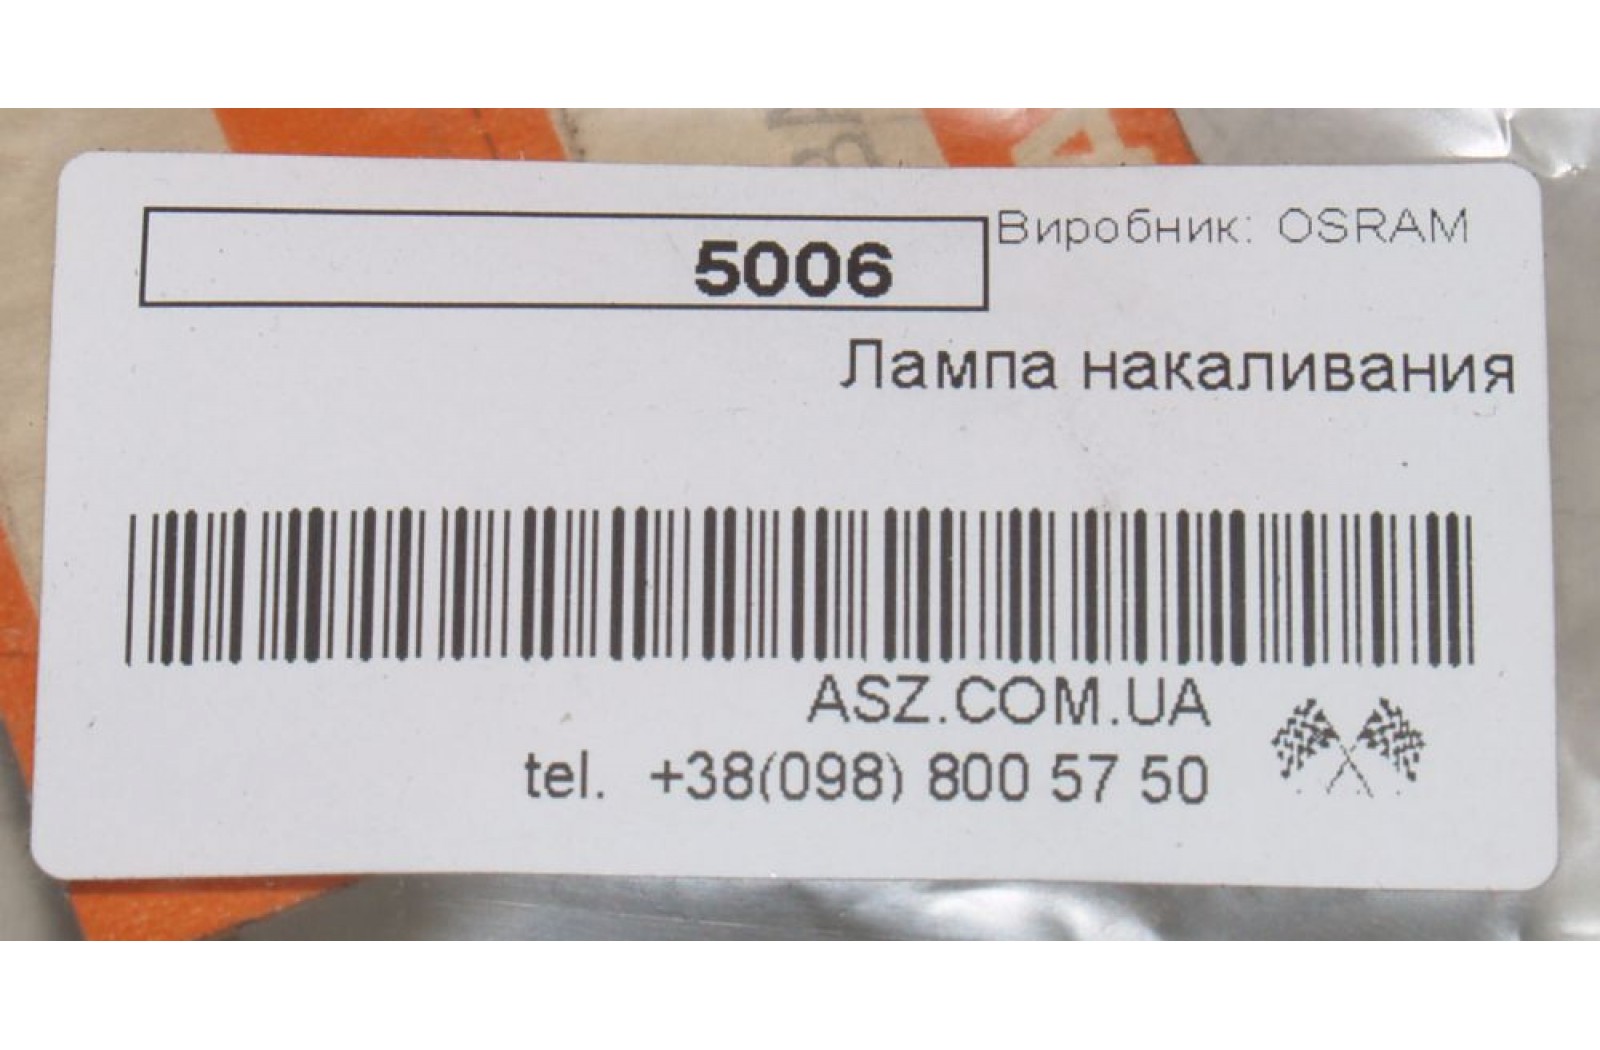 5006
Виробник: OSRAM
Лампа накаливания
ASZ.COM.UA
tel. +38(098) 800 57 50